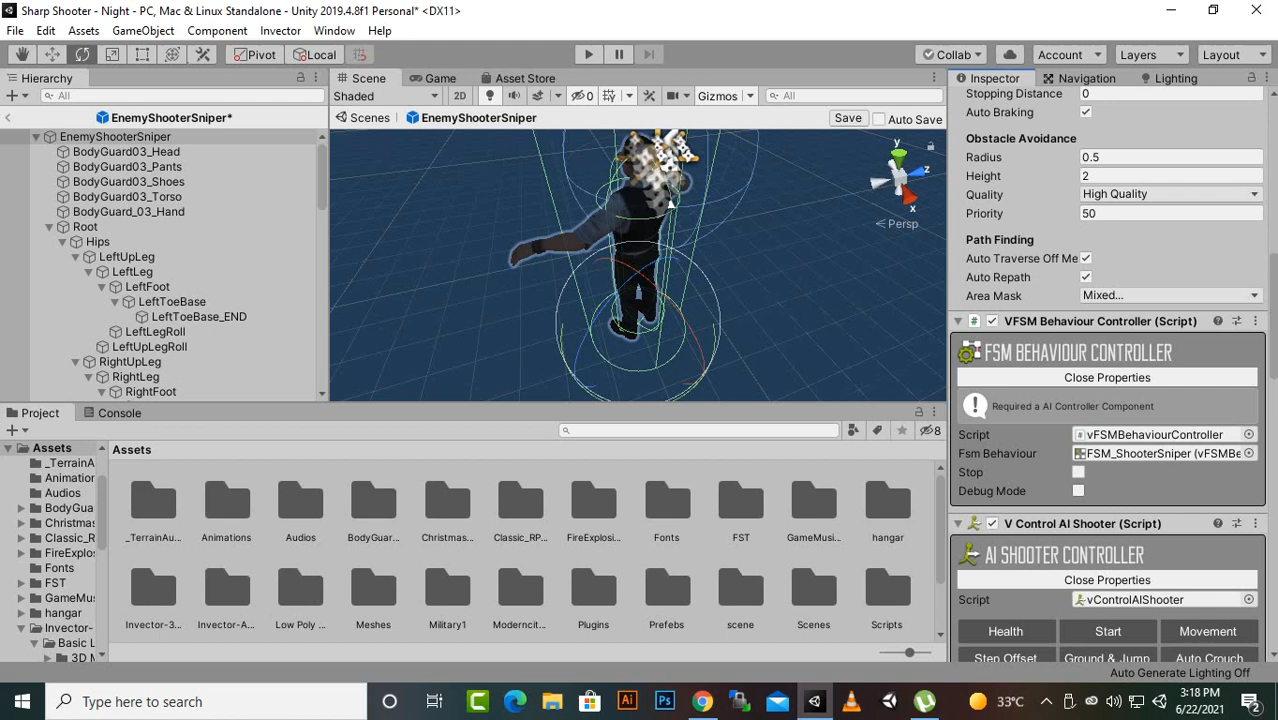 Sharp Shooter - Night - PC, Mac & Linux Standalone - Unity 2019.4.8f1 Personal* <DX11>
File Edit Assets GameObject Component Invector Window Help
Pivot Local Collab Account Layers Layout
Hierarchy Scene Game Asset Store Inspector Navigation Lighting
All Shaded 2D 0 Gizmos All
EnemyShooterSniper* Scenes EnemyShooterSniper Save Auto Save
EnemyShooterSniper
BodyGuard03_Head
BodyGuard03_Pants
BodyGuard03_Shoes
BodyGuard03_Torso
BodyGuard_03_Hand
Root
Hips
LeftUpLeg
LeftLeg
LeftFoot
LeftToeBase
LeftToeBase_END
LeftLegRoll
LeftUpLegRoll
RightUpLeg
RightLeg
RightFoot
y
z
x
Persp
Stopping Distance 0
Auto Braking
Obstacle Avoidance
Radius 0.5
Height 2
Quality High Quality
Priority 50
Path Finding
Auto Traverse Off Me
Auto Repath
Area Mask Mixed...
VFSM Behaviour Controller (Script)
FSM BEHAVIOUR CONTROLLER
Close Properties
Required a AI Controller Component
Script vFSMBehaviourController
Fsm Behaviour FSM_ShooterSniper (vFSMBe
Stop
Debug Mode
V Control AI Shooter (Script)
AI SHOOTER CONTROLLER
Close Properties
Script vControlAIShooter
Health Start Movement
Step Offset Ground & Jump Auto Crouch
Auto Generate Lighting Off
Project Console
8
Assets
_TerrainA
Animation
Audios
BodyGuar
Christmas
Classic_R
FireExplos
Fonts
FST
GameMu
hangar
Invector-
Basic L
3D M
Assets
_TerrainAu... Animations Audios BodyGuar... Christmas... Classic_RP... FireExplosi... Fonts FST GameMusi... hangar
Invector-3... Invector-A... Low Poly ... Meshes Military1 Moderncit... Plugins Prefebs scene Scenes Scripts
Type here to search
Ai Ps
33°C
3:18 PM
6/22/2021
2